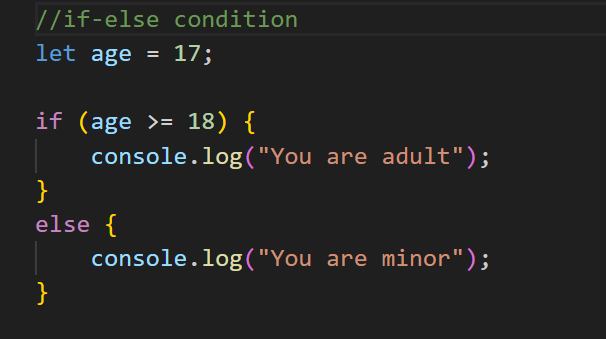 //if-else condition
let age = 17;
if (age >= 18) {
    console.log("You are adult");
}
else {
    console.log("You are minor");
}